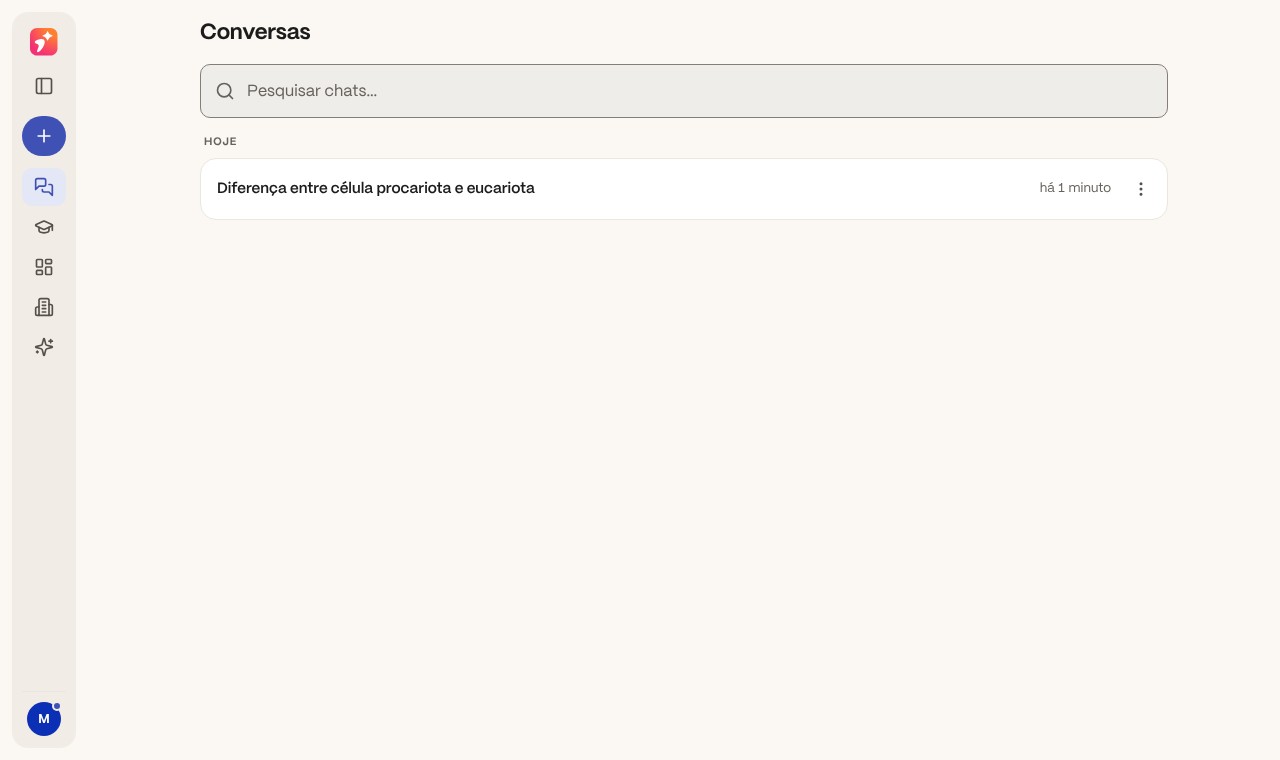 Conversas
Pesquisar chats...
HOJE
Diferença entre célula procariota e eucariota
há 1 minuto
M